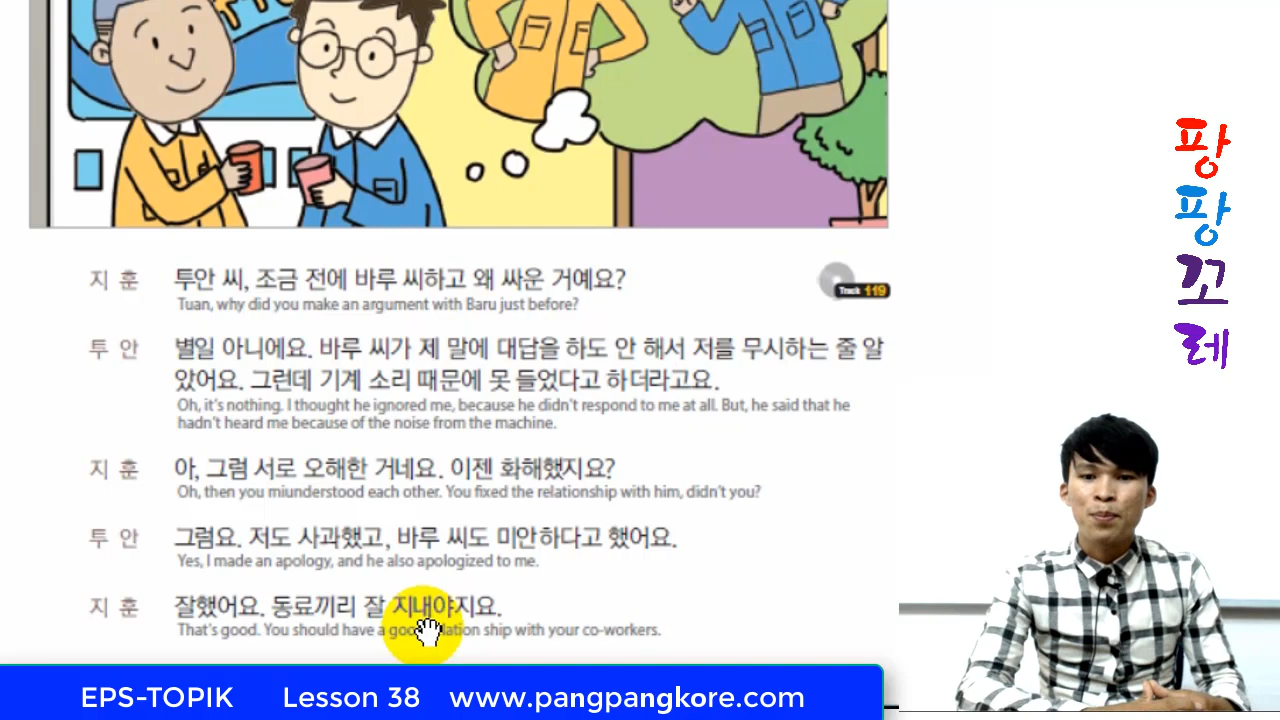 지 훈 투안 씨, 조금 전에 바루 씨하고 왜 싸운 거예요?
Track 119
Tuan, why did you make an argument with Baru just before?
투 안 별일 아니에요. 바루 씨가 제 말에 대답을 하도 안 해서 저를 무시하는 줄 알
았어요. 그런데 기계 소리 때문에 못 들었다고 하더라고요.
Oh, it's nothing. I thought he ignored me, because he didn't respond to me at all. But, he said that he
hadn't heard me because of the noise from the machine.
지 훈 아, 그럼 서로 오해한 거네요. 이젠 화해했지요?
Oh, then you miunderstood each other. You fixed the relationship with him, didn't you?
투 안 그럼요. 저도 사과했고, 바루 씨도 미안하다고 했어요.
Yes, I made an apology, and he also apologized to me.
지 훈 잘했어요. 동료끼리 잘 지내야지요.
That's good. You should have a ship with your co-workers.
팡
팡
꼬
레
EPS-TOPIK Lesson 38 www.pangpangkore.com